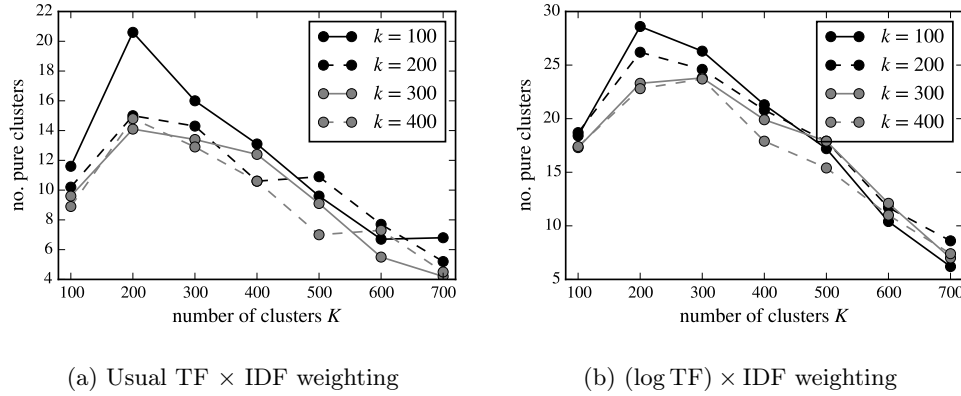 22
20
18
16
14
12
10
8
6
4
no. pure clusters
k = 100
k = 200
k = 300
k = 400
100 200 300 400 500 600 700
number of clusters K
(a) Usual TF × IDF weighting
30
25
20
15
10
5
no. pure clusters
k = 100
k = 200
k = 300
k = 400
100 200 300 400 500 600 700
number of clusters K
(b) (log TF) × IDF weighting